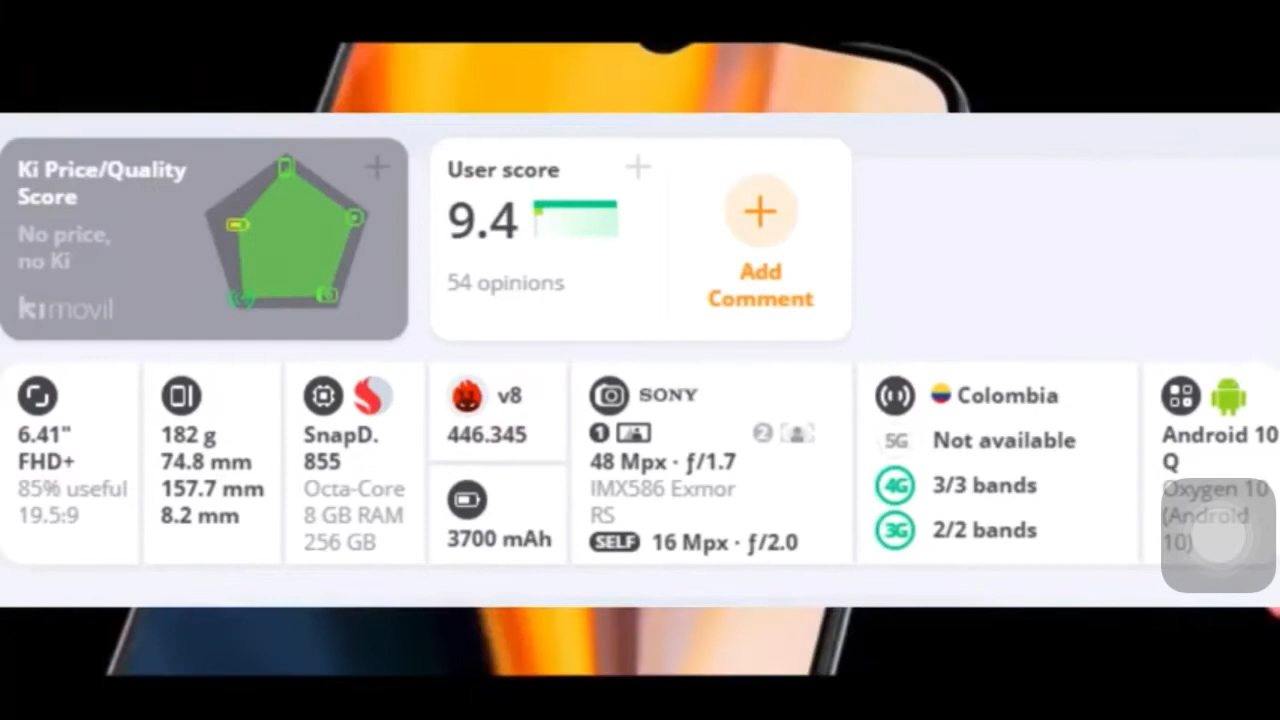 Ki Price/Quality
Score
No price,
no Ki
kimovil
User score
9.4
54 opinions
Add
Comment
6.41"
FHD+
85% useful
19.5:9
182 g
74.8 mm
157.7 mm
8.2 mm
SnapD.
855
Octa-Core
8 GB RAM
256 GB
v8
446.345
3700 mAh
SONY
1
2
48 Mpx · ƒ/1.7
IMX586 Exmor
RS
SELF 16 Mpx · ƒ/2.0
Colombia
5G Not available
4G 3/3 bands
3G 2/2 bands
Android 10
Q
Oxygen 10
(Android
10)